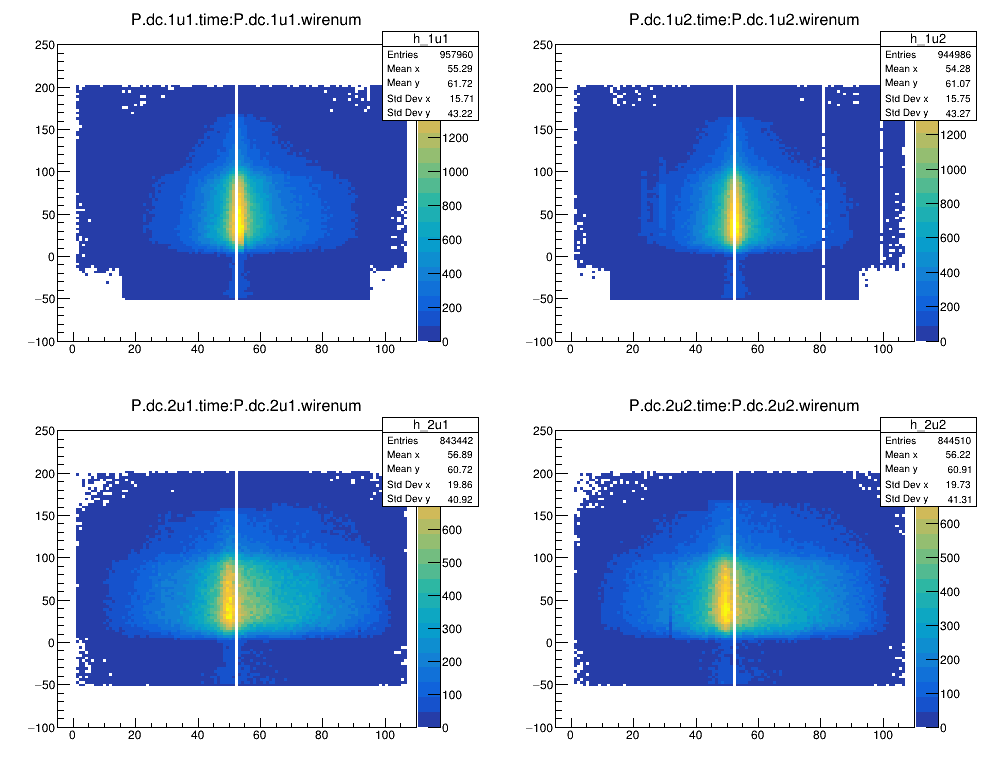 P.dc.1u1.time:P.dc.1u1.wirenum
h_1u1
Entries 957960
Mean x 55.29
Mean y 61.72
Std Dev x 15.71
Std Dev y 43.22
250
200
150
100
50
0
−50
−100
0 20 40 60 80 100
1200
1000
800
600
400
200
0
P.dc.1u2.time:P.dc.1u2.wirenum
h_1u2
Entries 944986
Mean x 54.28
Mean y 61.07
Std Dev x 15.75
Std Dev y 43.27
250
200
150
100
50
0
−50
−100
0 20 40 60 80 100
1200
1000
800
600
400
200
0
P.dc.2u1.time:P.dc.2u1.wirenum
h_2u1
Entries 843442
Mean x 56.89
Mean y 60.72
Std Dev x 19.86
Std Dev y 40.92
250
200
150
100
50
0
−50
−100
0 20 40 60 80 100
600
500
400
300
200
100
0
P.dc.2u2.time:P.dc.2u2.wirenum
h_2u2
Entries 844510
Mean x 56.22
Mean y 60.91
Std Dev x 19.73
Std Dev y 41.31
250
200
150
100
50
0
−50
−100
0 20 40 60 80 100
600
500
400
300
200
100
0